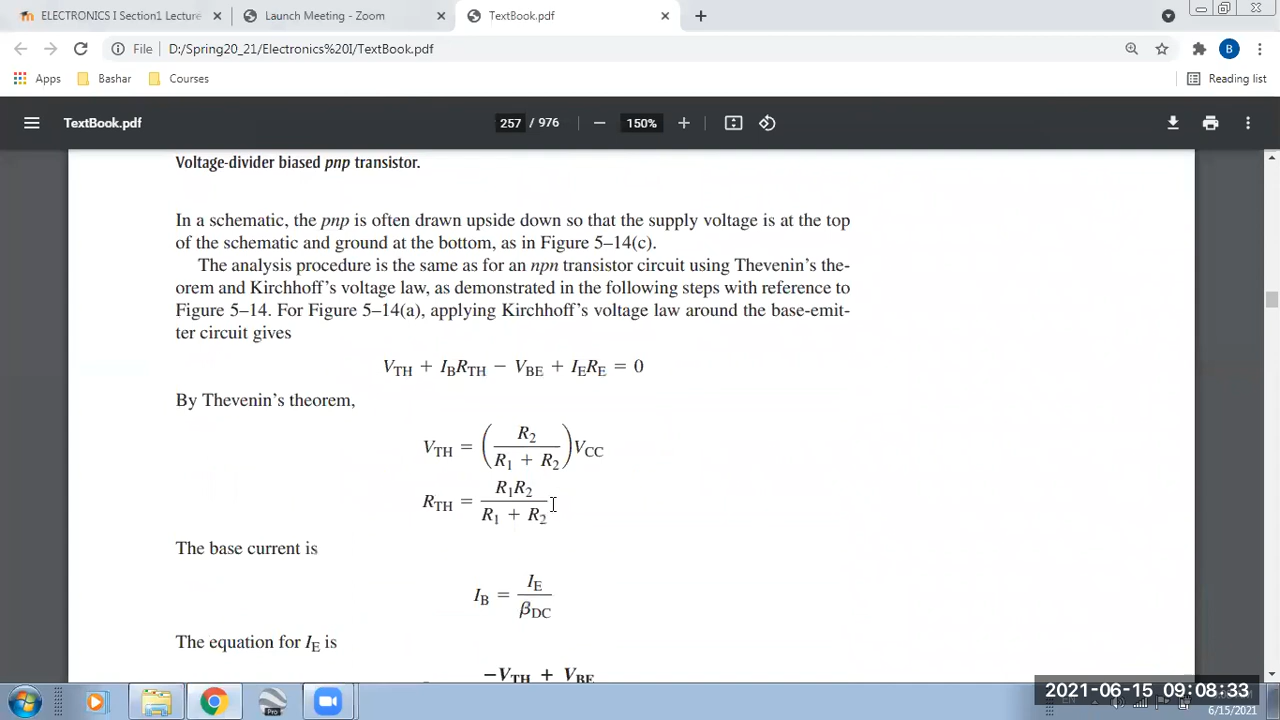 ELECTRONICS I Section1 Lecture
Launch Meeting - Zoom
TextBook.pdf
File
D:/Spring20_21/Electronics%20I/TextBook.pdf
B
Apps
Bashar
Courses
Reading list
TextBook.pdf
257 / 976
150%
Voltage-divider biased pnp transistor.
In a schematic, the pnp is often drawn upside down so that the supply voltage is at the top
of the schematic and ground at the bottom, as in Figure 5–14(c).
The analysis procedure is the same as for an npn transistor circuit using Thevenin's the-
orem and Kirchhoff's voltage law, as demonstrated in the following steps with reference to
Figure 5–14. For Figure 5–14(a), applying Kirchhoff's voltage law around the base-emit-
ter circuit gives
V_TH + I_B R_TH − V_BE + I_E R_E = 0
By Thevenin's theorem,
V_TH = (R_2 / (R_1 + R_2)) V_CC
R_TH = R_1 R_2 / (R_1 + R_2)
The base current is
I_B = I_E / β_DC
The equation for I_E is
−V_TH + V_BE
Pro
2021-06-15 09:08:33
6/15/2021